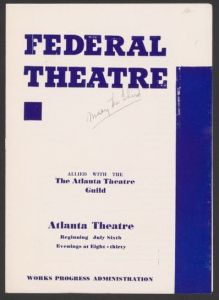 FEDERAL
THEATRE
ALLIED WITH THE
The Atlanta Theatre
Guild
Atlanta Theatre
Beginning July Sixth
Evenings at Eight-thirty
WORKS PROGRESS ADMINISTRATION